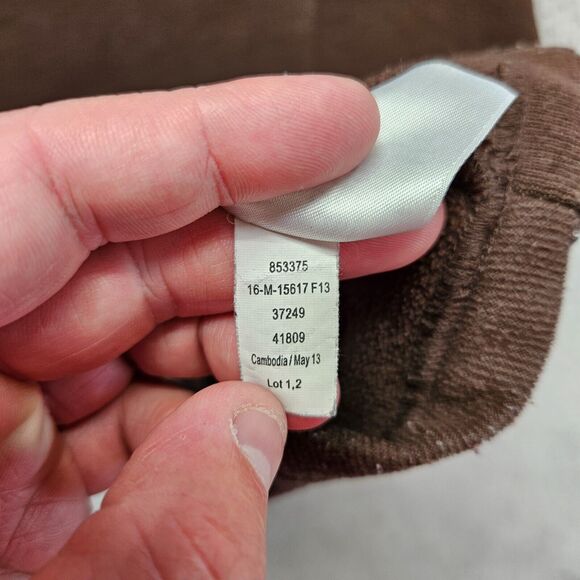 853375
16-M-15617 F13
37249
41809
Cambodia / May 13
Lot 1,2